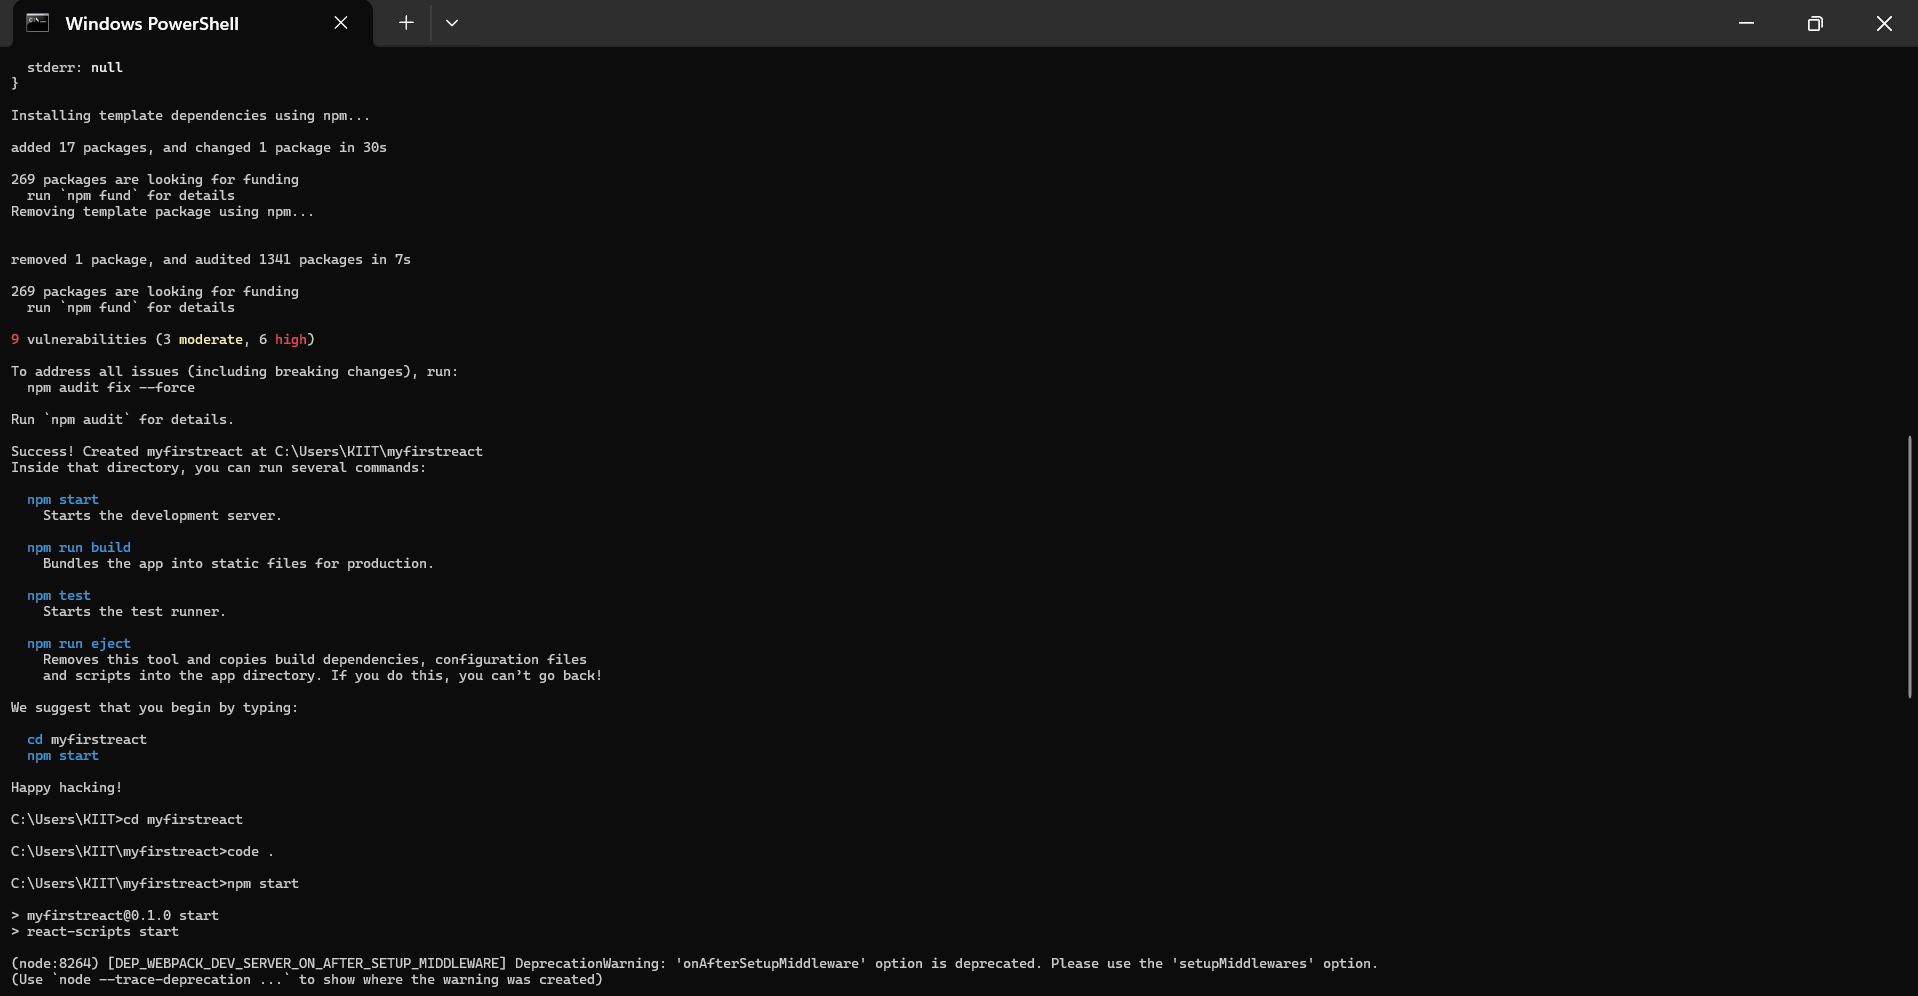 Windows PowerShell
stderr: null
}
Installing template dependencies using npm...
added 17 packages, and changed 1 package in 30s
269 packages are looking for funding
run `npm fund` for details
Removing template package using npm...
removed 1 package, and audited 1341 packages in 7s
269 packages are looking for funding
run `npm fund` for details
9 vulnerabilities (3 moderate, 6 high)
To address all issues (including breaking changes), run:
npm audit fix --force
Run `npm audit` for details.
Success! Created myfirstreact at C:\Users\KIIT\myfirstreact
Inside that directory, you can run several commands:
npm start
Starts the development server.
npm run build
Bundles the app into static files for production.
npm test
Starts the test runner.
npm run eject
Removes this tool and copies build dependencies, configuration files
and scripts into the app directory. If you do this, you can’t go back!
We suggest that you begin by typing:
cd myfirstreact
npm start
Happy hacking!
C:\Users\KIIT>cd myfirstreact
C:\Users\KIIT\myfirstreact>code .
C:\Users\KIIT\myfirstreact>npm start
> myfirstreact@0.1.0 start
> react-scripts start
(node:8264) [DEP_WEBPACK_DEV_SERVER_ON_AFTER_SETUP_MIDDLEWARE] DeprecationWarning: 'onAfterSetupMiddleware' option is deprecated. Please use the 'setupMiddlewares' option.
(Use `node --trace-deprecation ...` to show where the warning was created)